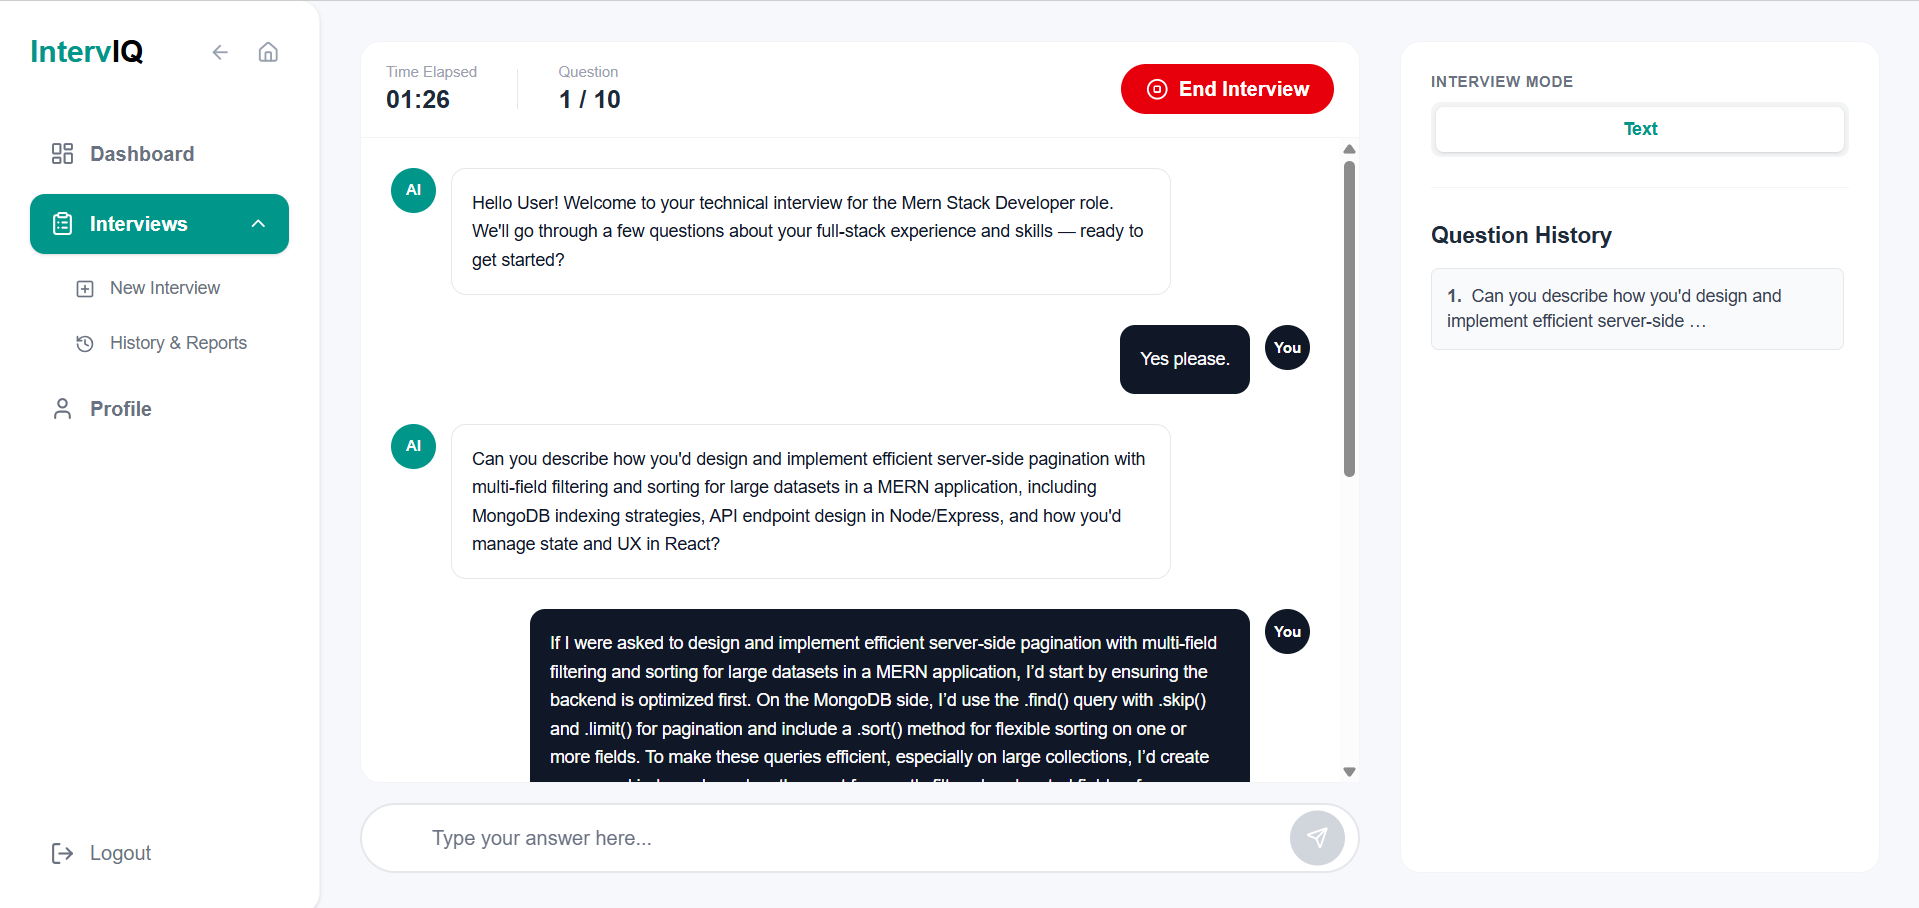 IntervIQ
Dashboard
Interviews
New Interview
History & Reports
Profile
Logout
Time Elapsed
01:26
Question
1 / 10
End Interview
AI
Hello User! Welcome to your technical interview for the Mern Stack Developer role.
We'll go through a few questions about your full-stack experience and skills — ready to
get started?
Yes please.
You
AI
Can you describe how you'd design and implement efficient server-side pagination with
multi-field filtering and sorting for large datasets in a MERN application, including
MongoDB indexing strategies, API endpoint design in Node/Express, and how you'd
manage state and UX in React?
You
If I were asked to design and implement efficient server-side pagination with multi-field
filtering and sorting for large datasets in a MERN application, I’d start by ensuring the
backend is optimized first. On the MongoDB side, I’d use the .find() query with .skip()
and .limit() for pagination and include a .sort() method for flexible sorting on one or
more fields. To make these queries efficient, especially on large collections, I’d create
Type your answer here...
INTERVIEW MODE
Text
Question History
1. Can you describe how you'd design and
implement efficient server-side …